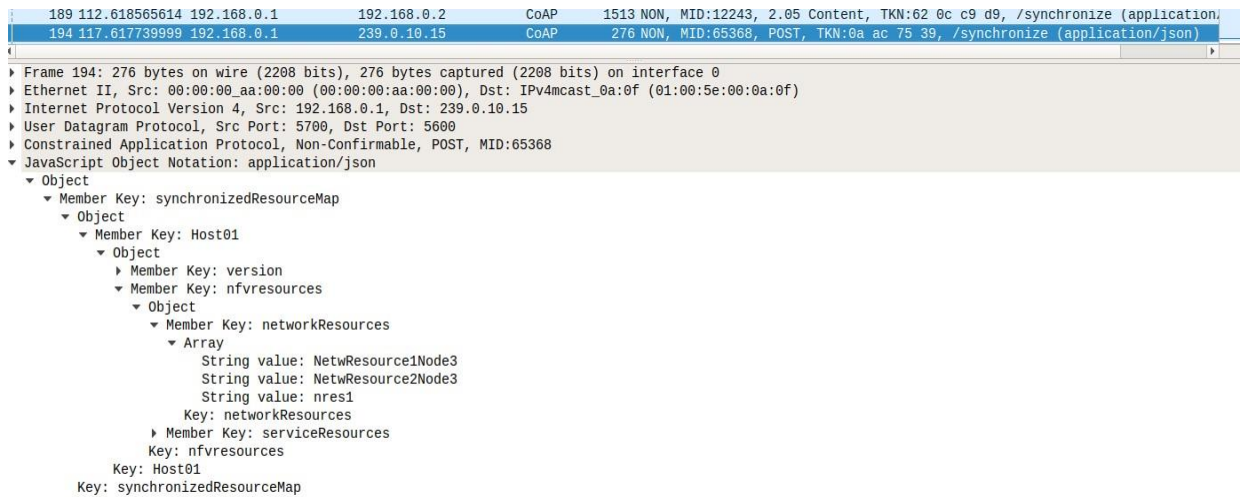 189 112.618565614 192.168.0.1 192.168.0.2 CoAP 1513 NON, MID:12243, 2.05 Content, TKN:62 0c c9 d9, /synchronize (application/
194 117.617739999 192.168.0.1 239.0.10.15 CoAP 276 NON, MID:65368, POST, TKN:0a ac 75 39, /synchronize (application/json)
Frame 194: 276 bytes on wire (2208 bits), 276 bytes captured (2208 bits) on interface 0
Ethernet II, Src: 00:00:00_aa:00:00 (00:00:00:aa:00:00), Dst: IPv4mcast_0a:0f (01:00:5e:00:0a:0f)
Internet Protocol Version 4, Src: 192.168.0.1, Dst: 239.0.10.15
User Datagram Protocol, Src Port: 5700, Dst Port: 5600
Constrained Application Protocol, Non-Confirmable, POST, MID:65368
JavaScript Object Notation: application/json
Object
Member Key: synchronizedResourceMap
Object
Member Key: Host01
Object
Member Key: version
Member Key: nfvresources
Object
Member Key: networkResources
Array
String value: NetwResource1Node3
String value: NetwResource2Node3
String value: nres1
Key: networkResources
Member Key: serviceResources
Key: nfvresources
Key: Host01
Key: synchronizedResourceMap